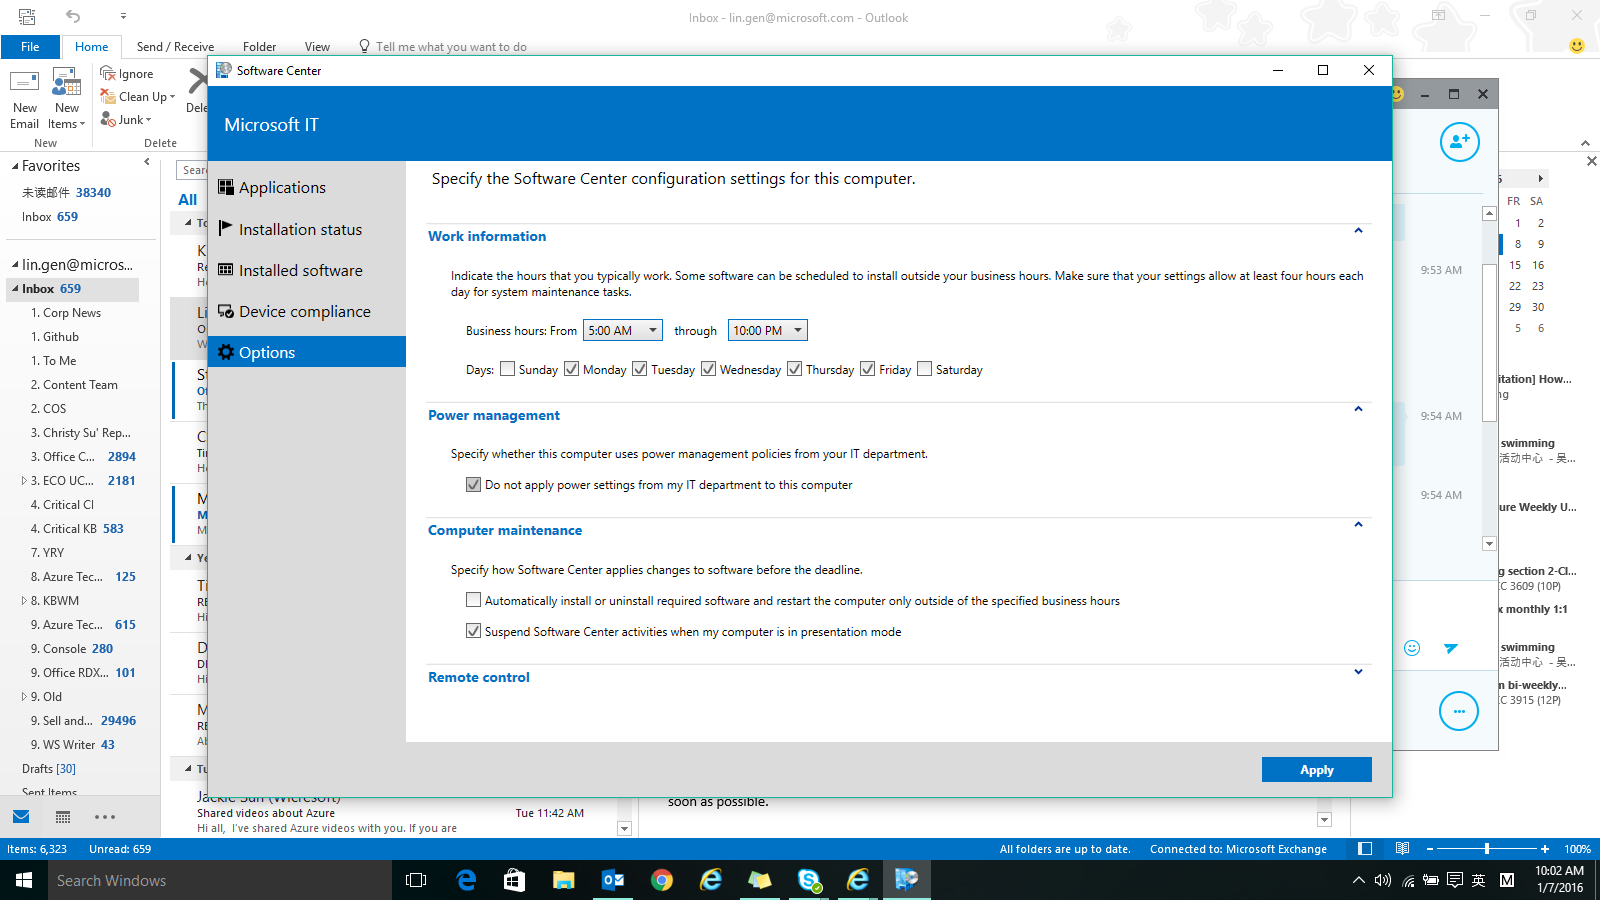 Inbox - lin.gen@microsoft.com - Outlook
File
Home
Send / Receive
Folder
View
Tell me what you want to do
New
Email
New
Items
Ignore
Clean Up
Junk
New
Delete
Favorites
未读邮件 38340
Inbox 659
lin.gen@micros...
Inbox 659
1. Corp News
1. Github
1. To Me
2. Content Team
2. COS
3. Christy Su' Rep...
3. Office C... 2894
3. ECO UC... 2181
4. Critical CI
4. Critical KB 583
7. YRY
8. Azure Tec... 125
8. KBWM
9. Azure Tec... 615
9. Console 280
9. Office RDX... 101
9. Old
9. Sell and... 29496
9. WS Writer 43
Drafts [30]
Sent Items
All
Software Center
Microsoft IT
Applications
Installation status
Installed software
Device compliance
Options
Specify the Software Center configuration settings for this computer.
Work information
Indicate the hours that you typically work. Some software can be scheduled to install outside your business hours. Make sure that your settings allow at least four hours each
day for system maintenance tasks.
Business hours: From 5:00 AM through 10:00 PM
Days: Sunday Monday Tuesday Wednesday Thursday Friday Saturday
Power management
Specify whether this computer uses power management policies from your IT department.
Do not apply power settings from my IT department to this computer
Computer maintenance
Specify how Software Center applies changes to software before the deadline.
Automatically install or uninstall required software and restart the computer only outside of the specified business hours
Suspend Software Center activities when my computer is in presentation mode
Remote control
Apply
9:53 AM
9:54 AM
9:54 AM
FR SA
1 2
8 9
15 16
22 23
29 30
5 6
itation] How...
swimming
活动中心 - 吴...
ure Weekly U...
g section 2-Cl...
C 3609 (10P)
x monthly 1:1
swimming
活动中心 - 吴...
n bi-weekly...
C 3915 (12P)
Shared videos about Azure
Tue 11:42 AM
Hi all, I've shared Azure videos with you. If you are
soon as possible.
Items: 6,323
Unread: 659
All folders are up to date.
Connected to: Microsoft Exchange
100%
Search Windows
英
M
10:02 AM
1/7/2016